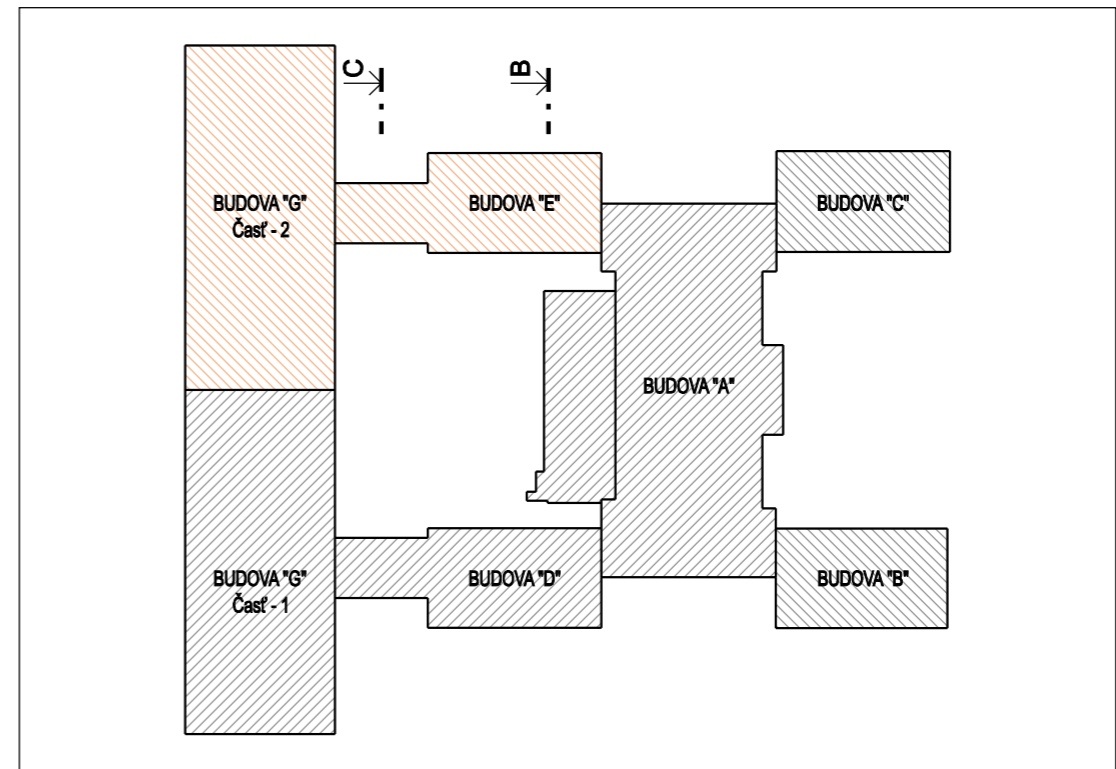 C
B
BUDOVA "G"
Časť - 2
BUDOVA "E"
BUDOVA "C"
BUDOVA "A"
BUDOVA "G"
Časť - 1
BUDOVA "D"
BUDOVA "B"